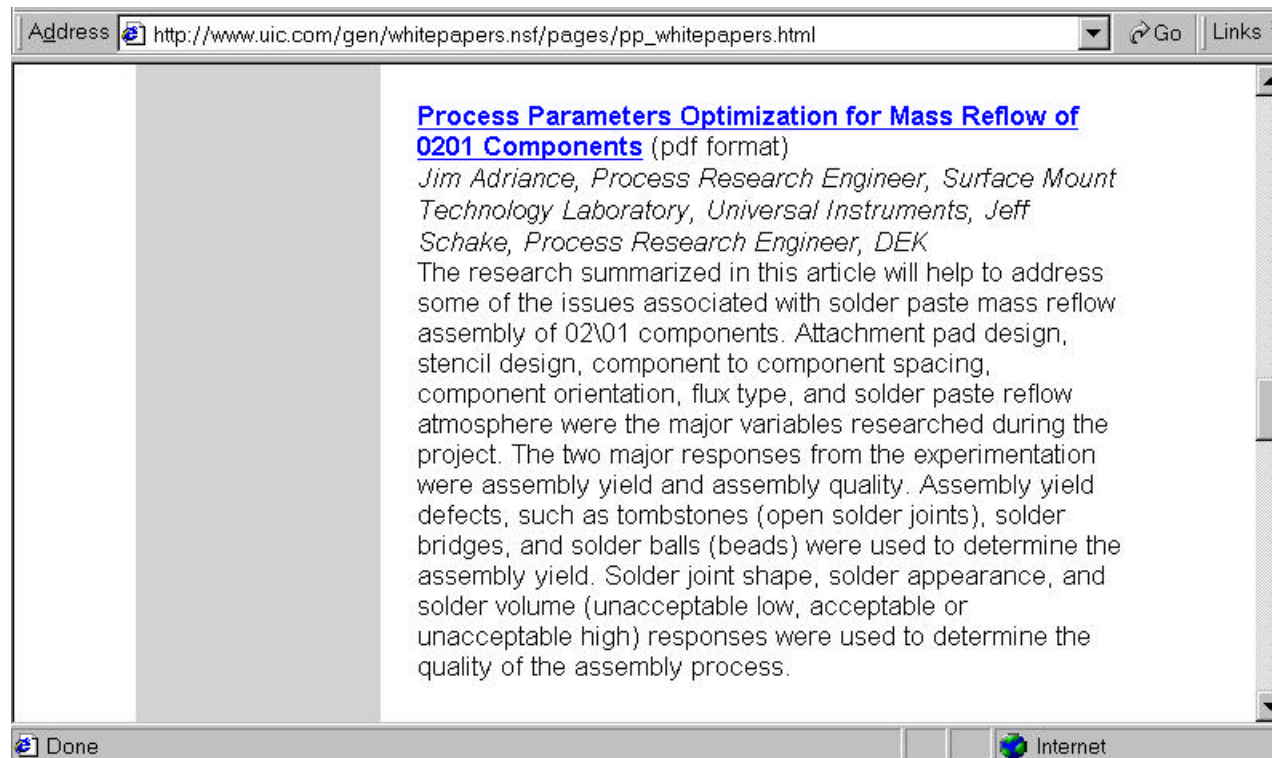 Address http://www.uic.com/gen/whitepapers.nsf/pages/pp_whitepapers.html Go Links
Process Parameters Optimization for Mass Reflow of
0201 Components (pdf format)
Jim Adriance, Process Research Engineer, Surface Mount
Technology Laboratory, Universal Instruments, Jeff
Schake, Process Research Engineer, DEK
The research summarized in this article will help to address
some of the issues associated with solder paste mass reflow
assembly of 02\01 components. Attachment pad design,
stencil design, component to component spacing,
component orientation, flux type, and solder paste reflow
atmosphere were the major variables researched during the
project. The two major responses from the experimentation
were assembly yield and assembly quality. Assembly yield
defects, such as tombstones (open solder joints), solder
bridges, and solder balls (beads) were used to determine the
assembly yield. Solder joint shape, solder appearance, and
solder volume (unacceptable low, acceptable or
unacceptable high) responses were used to determine the
quality of the assembly process.
Done Internet